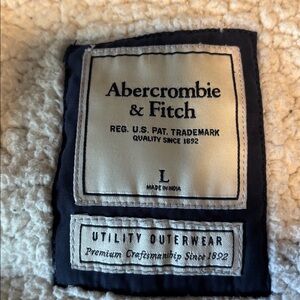 Abercrombie
& Fitch
REG. U.S. PAT. TRADEMARK
QUALITY SINCE 1892
L
MADE IN INDIA
UTILITY OUTERWEAR
Premium Craftsmanship Since 1892